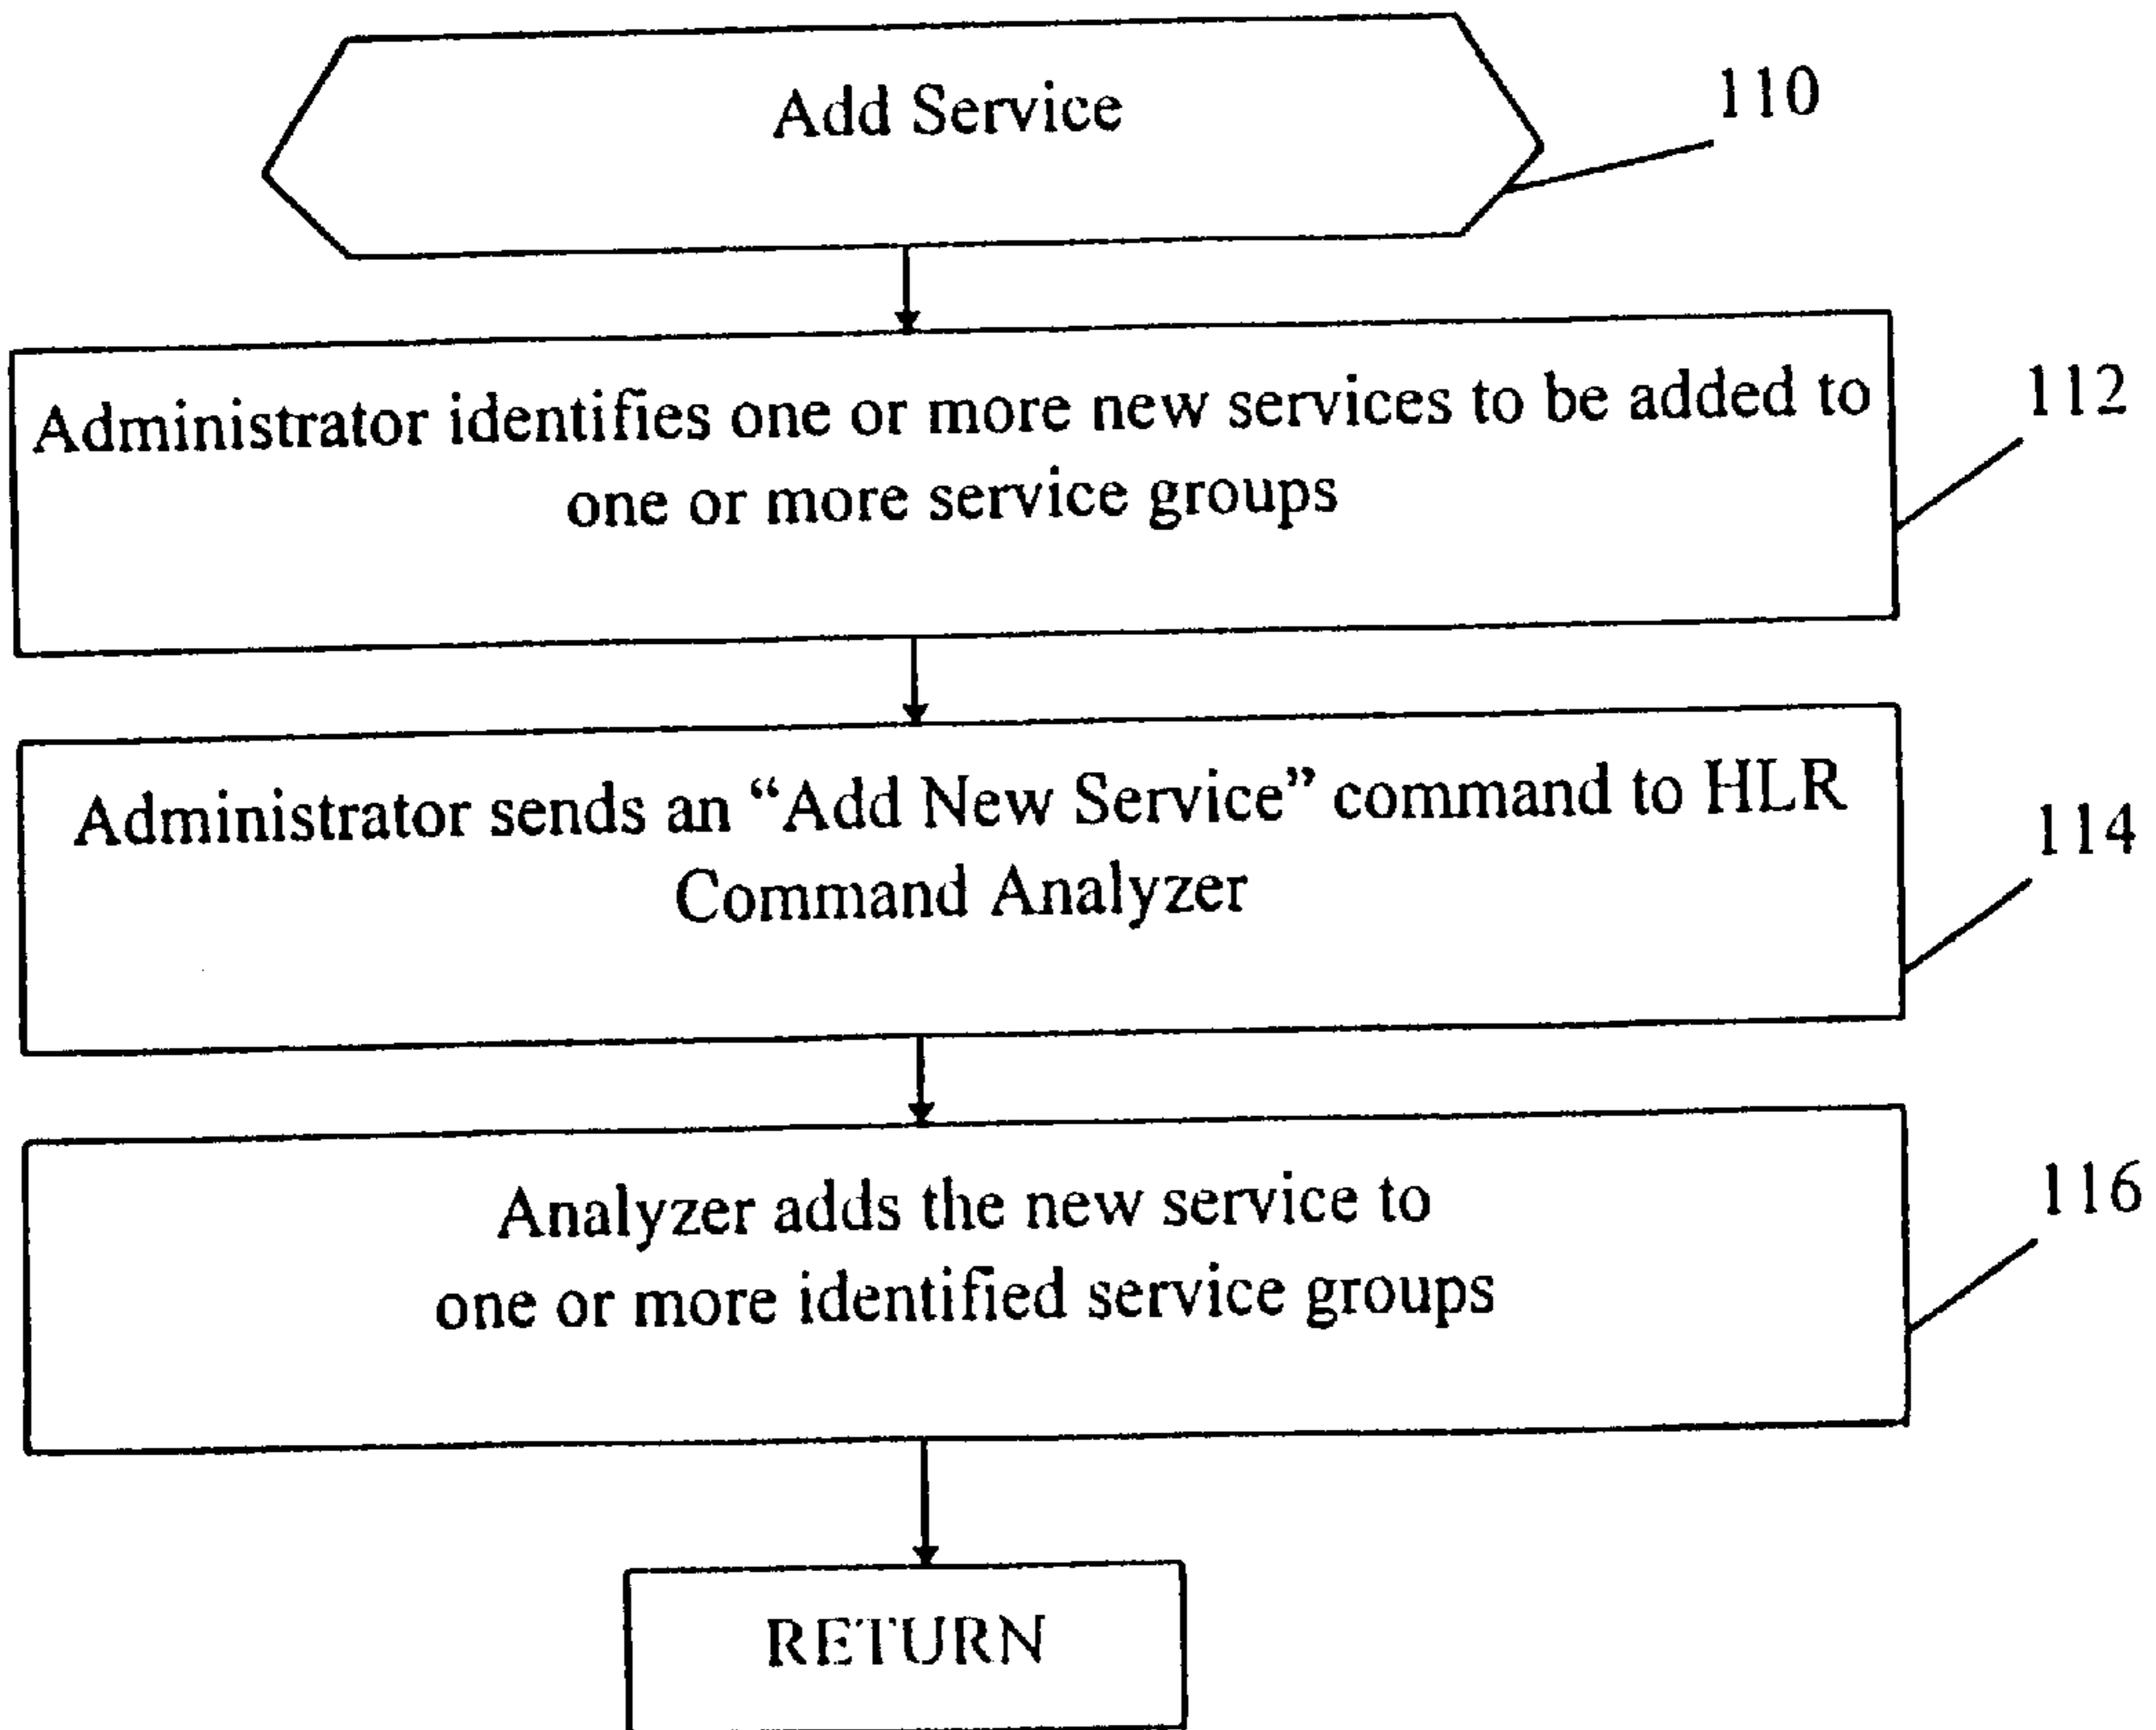 Add Service
110
Administrator identifies one or more new services to be added to
one or more service groups
112
Administrator sends an “Add New Service” command to HLR
Command Analyzer
114
Analyzer adds the new service to
one or more identified service groups
116
RETURN